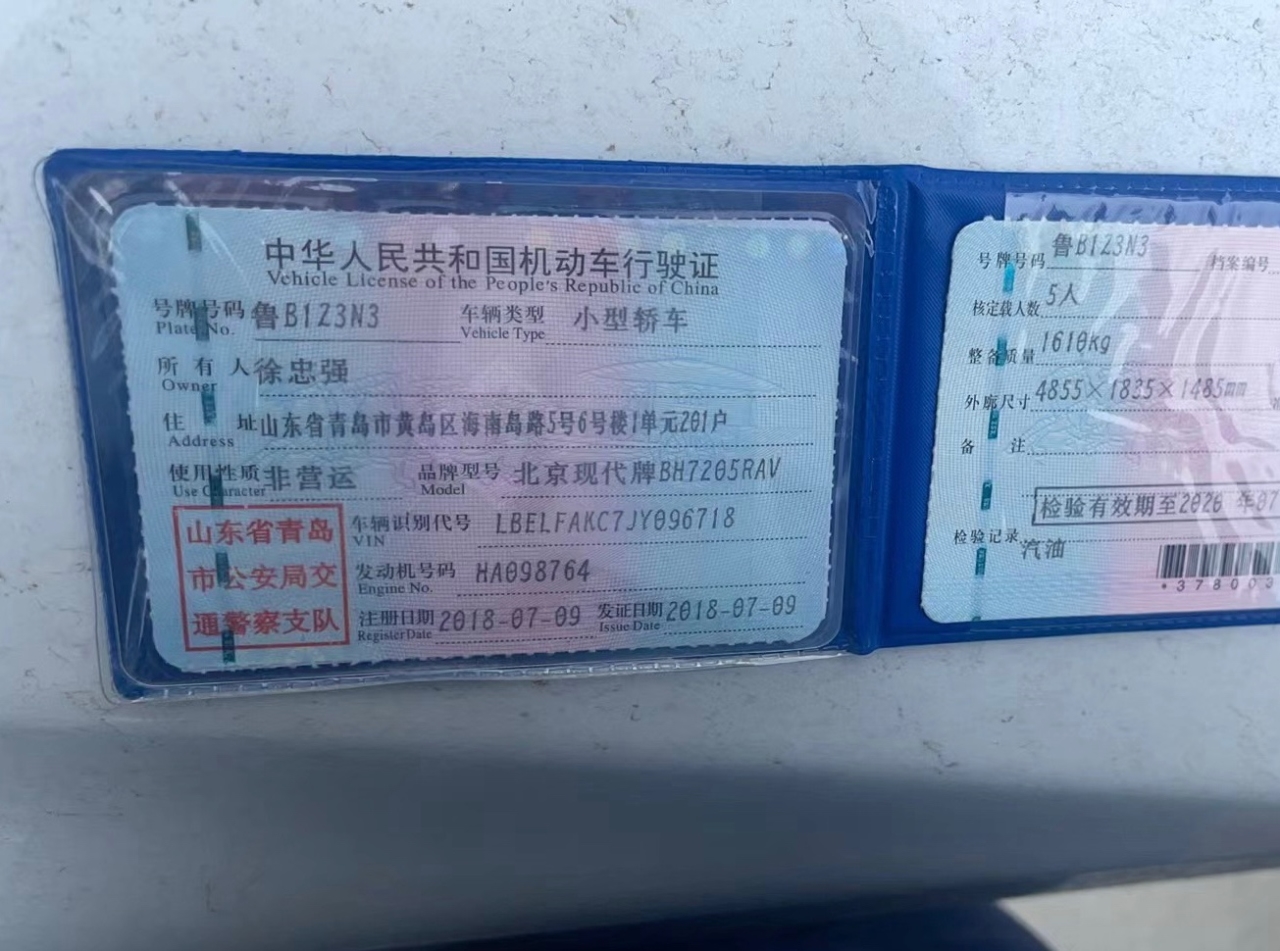 中华人民共和国机动车行驶证
Vehicle License of the People's Republic of China
号牌号码 鲁B1Z3N3 车辆类型 小型轿车
Plate No. Vehicle Type
所有人 徐忠强
Owner
住址 山东省青岛市黄岛区海南岛路5号6号楼1单元201户
Address
使用性质 非营运 品牌型号 北京现代牌BH7205RAV
Use Character Model
山东省青岛
市公安局交
通警察支队
车辆识别代号 LBELFAKC7JY096718
VIN
发动机号码 HA098764
Engine No.
注册日期 2018-07-09 发证日期 2018-07-09
Register Date Issue Date
号牌号码 鲁B1Z3N3 档案编号
核定载人数 5人
整备质量 1610kg
外廓尺寸 4855×1835×1485mm
备注
检验有效期至2020 年07
检验记录
汽油
*378003